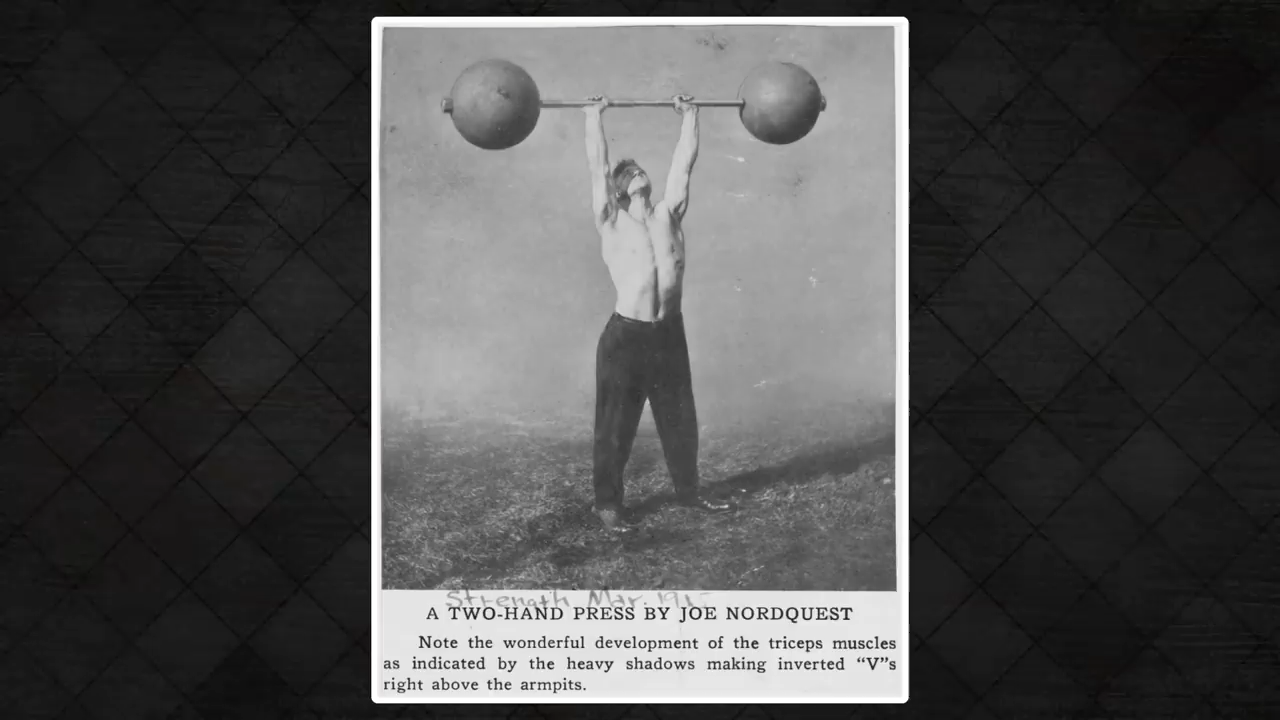 Strength Mar.
A TWO-HAND PRESS BY JOE NORDQUEST
Note the wonderful development of the triceps muscles
as indicated by the heavy shadows making inverted “V”s
right above the armpits.